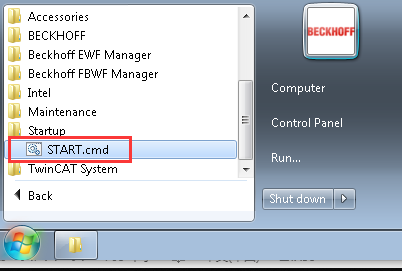 Accessories
BECKHOFF
Beckhoff EWF Manager
Beckhoff FBWF Manager
Intel
Maintenance
Startup
START.cmd
TwinCAT System
Back
BECKHOFF
Computer
Control Panel
Run...
Shut down